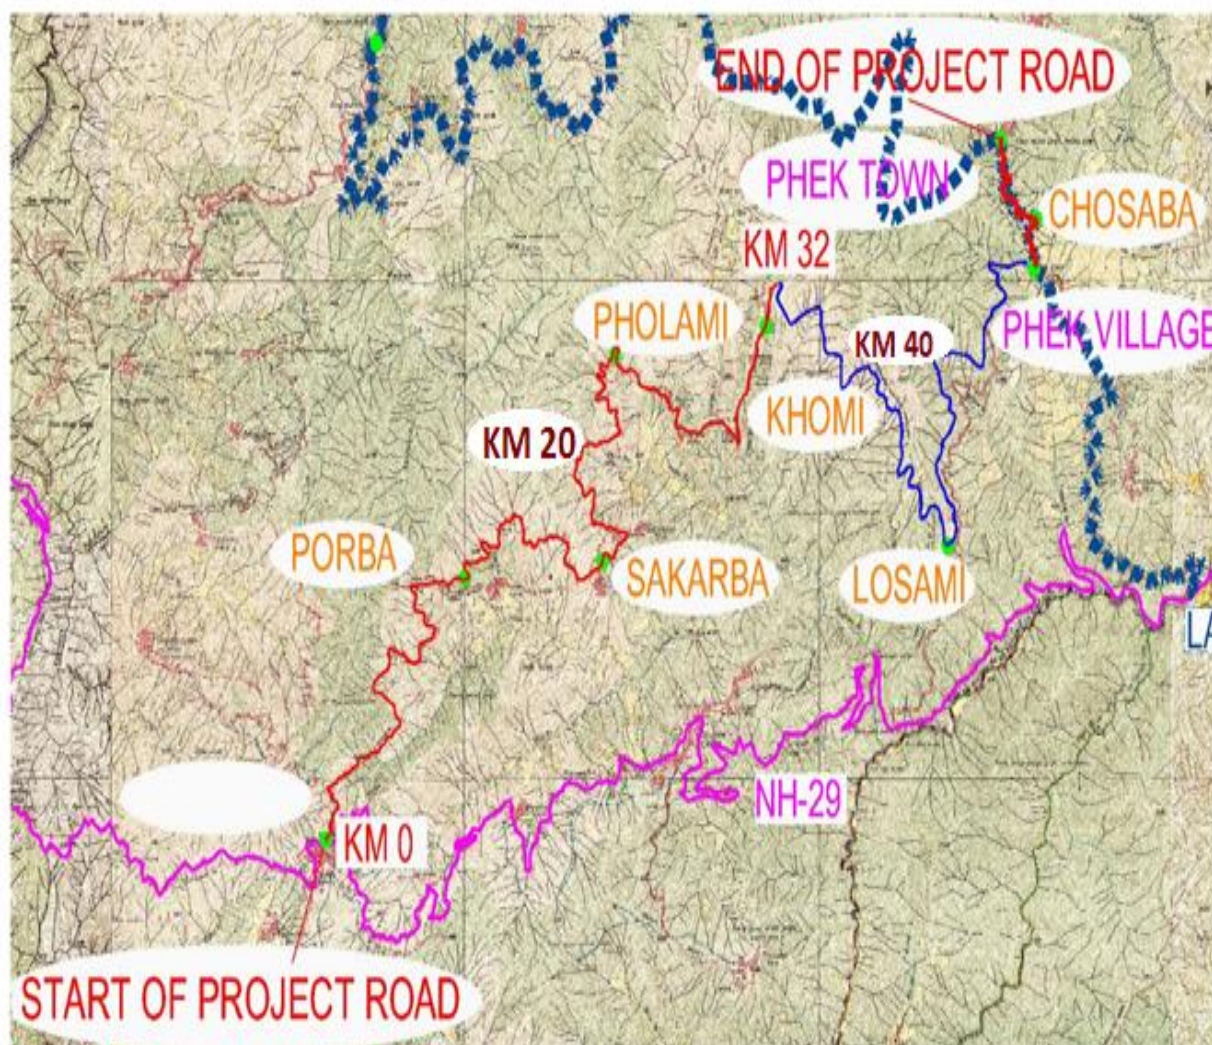 END OF PROJECT ROAD
PHEK TOWN
CHOSABA
KM 32
PHOLAMI
PHEK VILLAGE
KM 40
KHOMI
KM 20
PORBA
SAKARBA
LOSAMI
LA
NH-29
KM 0
START OF PROJECT ROAD